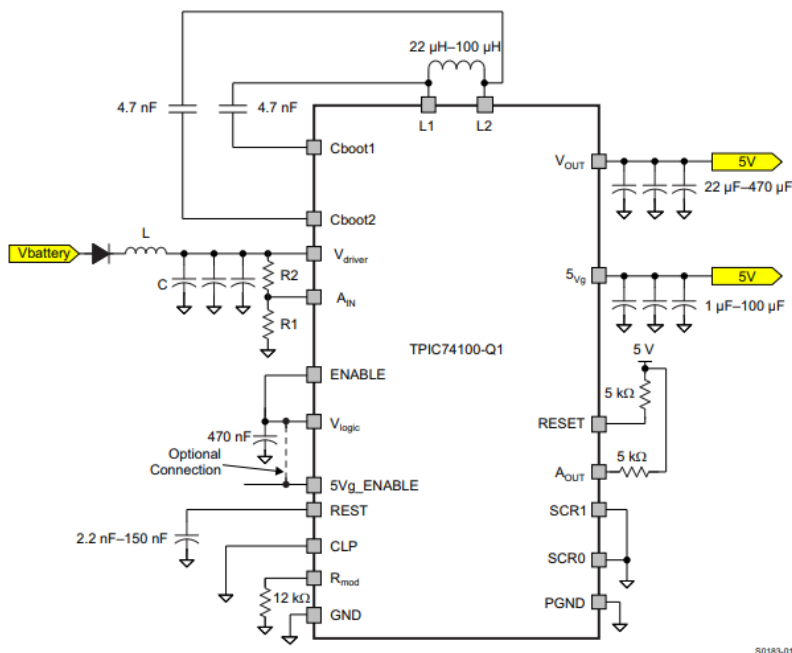 22 μH–100 μH
4.7 nF
4.7 nF
L1
L2
Cboot1
VOUT
5V
22 μF–470 μF
Cboot2
Vbattery
L
Vdriver
C
R2
AIN
R1
5Vg
5V
1 μF–100 μF
TPIC74100-Q1
5 V
ENABLE
5 kΩ
Vlogic
RESET
470 nF
Optional
Connection
5 kΩ
AOUT
5Vg_ENABLE
REST
SCR1
2.2 nF–150 nF
CLP
SCR0
Rmod
12 kΩ
PGND
GND
S0183-01